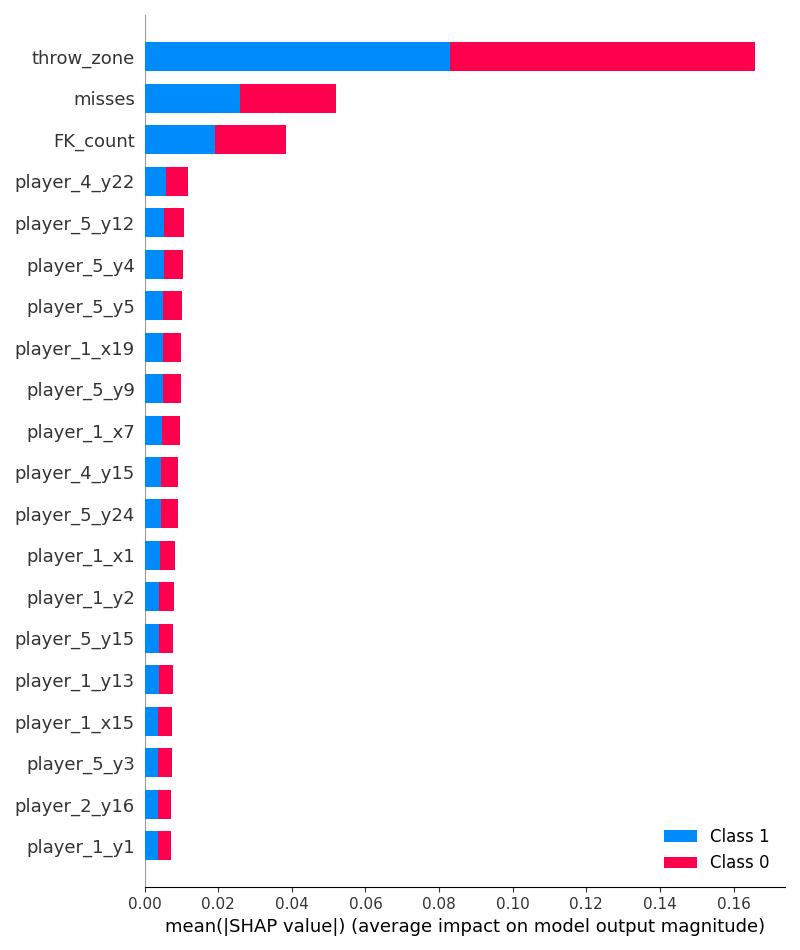 throw_zone
misses
FK_count
player_4_y22
player_5_y12
player_5_y4
player_5_y5
player_1_x19
player_5_y9
player_1_x7
player_4_y15
player_5_y24
player_1_x1
player_1_y2
player_5_y15
player_1_y13
player_1_x15
player_5_y3
player_2_y16
player_1_y1
Class 1
Class 0
0.00 0.02 0.04 0.06 0.08 0.10 0.12 0.14 0.16
mean(|SHAP value|) (average impact on model output magnitude)